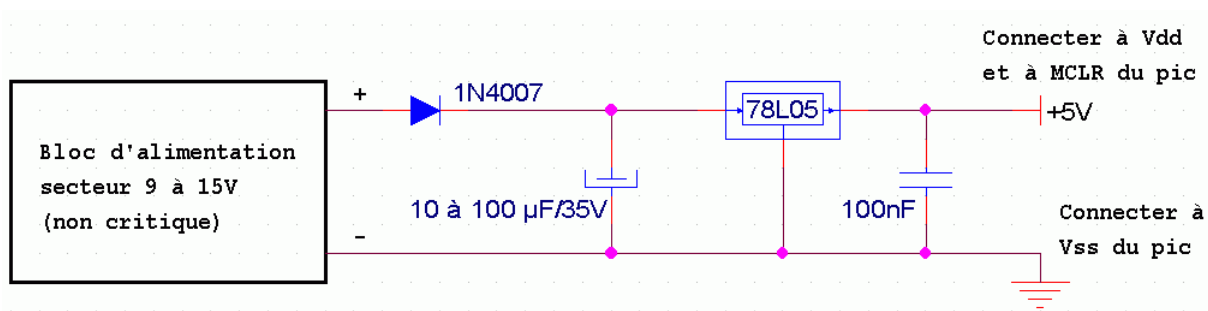 Connecter à Vdd
et à MCLR du pic
+
1N4007
78L05
+5V
Bloc d'alimentation
secteur 9 à 15V
(non critique)
10 à 100 µF/35V
100nF
Connecter à
Vss du pic
-